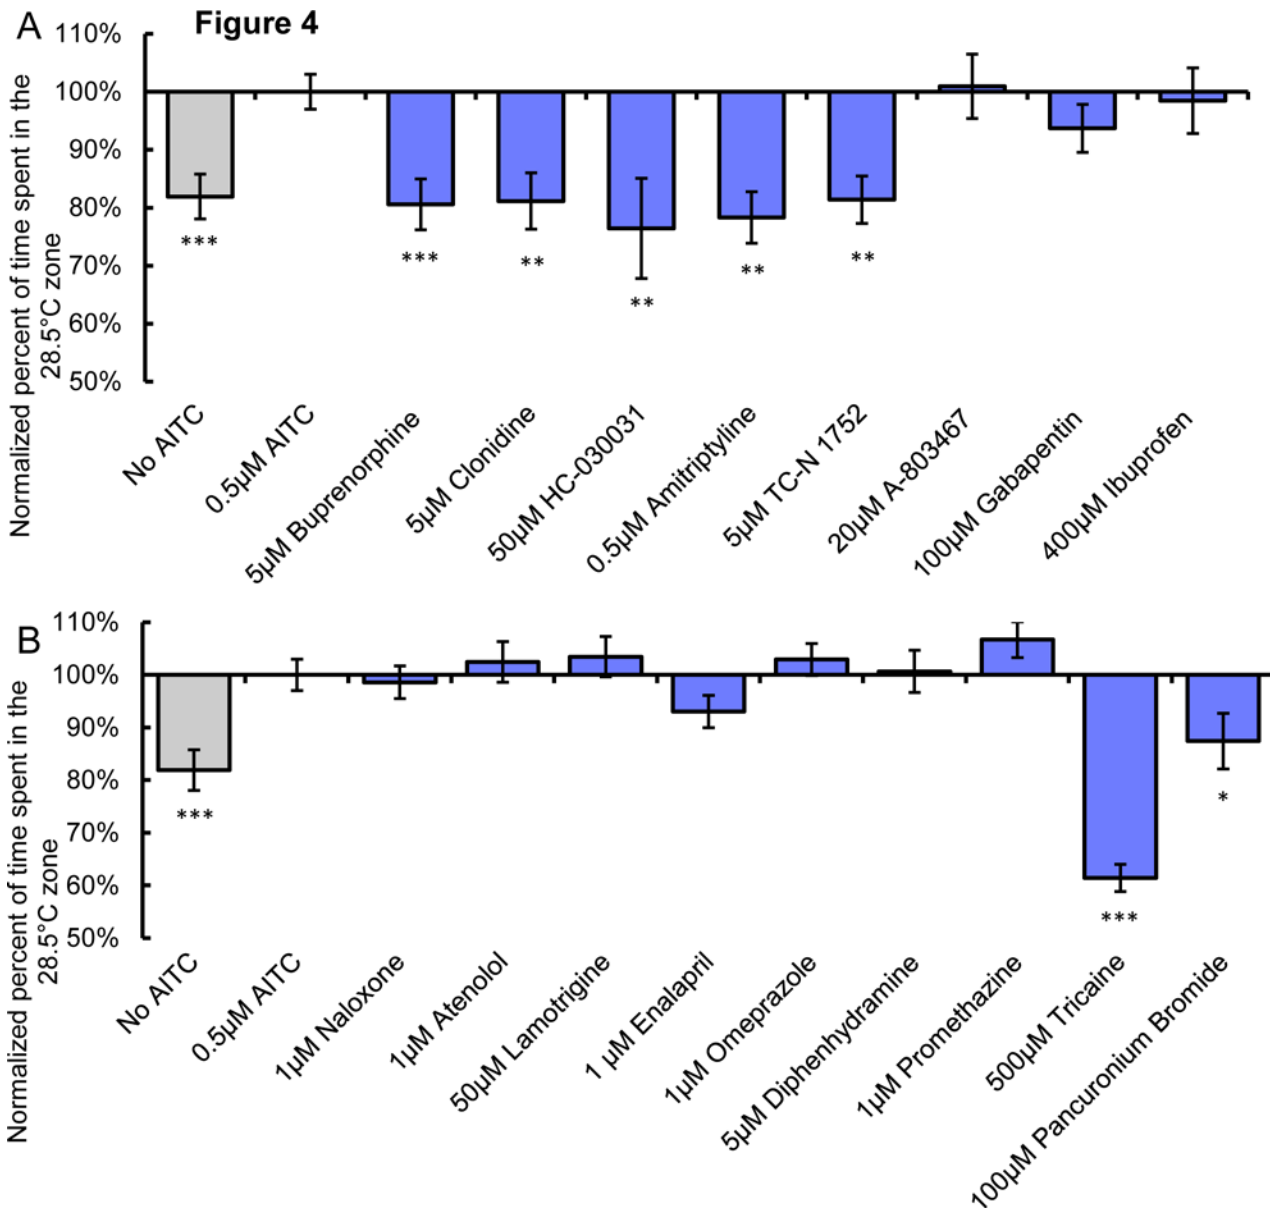 A
Figure 4
Normalized percent of time spent in the
28.5°C zone
110%
100%
90%
80%
70%
60%
50%
***
***
**
**
**
**
No AITC
0.5µM AITC
5µM Buprenorphine
5µM Clonidine
50µM HC-030031
0.5µM Amitriptyline
5µM TC-N 1752
20µM A-803467
100µM Gabapentin
400µM Ibuprofen
B
Normalized percent of time spent in the
28.5°C zone
110%
100%
90%
80%
70%
60%
50%
***
***
*
No AITC
0.5µM AITC
1µM Naloxone
1µM Atenolol
50µM Lamotrigine
1 µM Enalapril
1µM Omeprazole
5µM Diphenhydramine
1µM Promethazine
500µM Tricaine
100µM Pancuronium Bromide